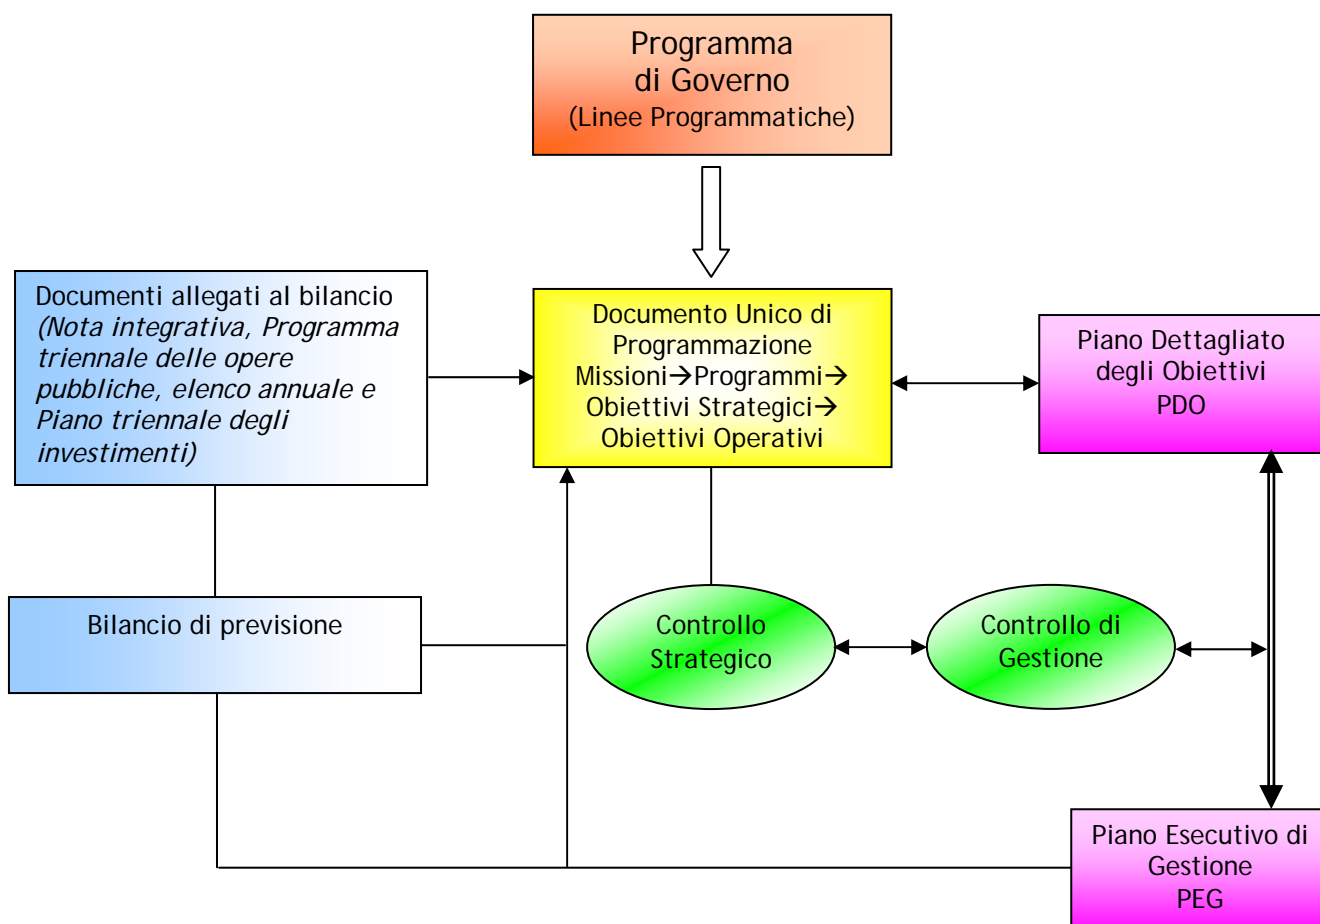 Programma
di Governo
(Linee Programmatiche)
Documenti allegati al bilancio
(Nota integrativa, Programma
triennale delle opere
pubbliche, elenco annuale e
Piano triennale degli
investimenti)
Documento Unico di
Programmazione
Missioni→Programmi→
Obiettivi Strategici→
Obiettivi Operativi
Piano Dettagliato
degli Obiettivi
PDO
Bilancio di previsione
Controllo
Strategico
Controllo di
Gestione
Piano Esecutivo di
Gestione
PEG